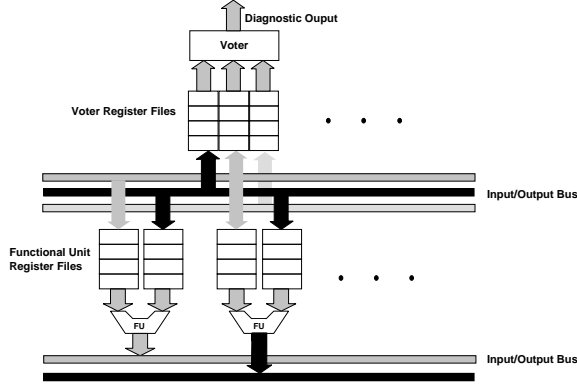 Diagnostic Ouput
Voter
Voter Register Files
Input/Output Bus
Functional Unit
Register Files
FU
FU
Input/Output Bus